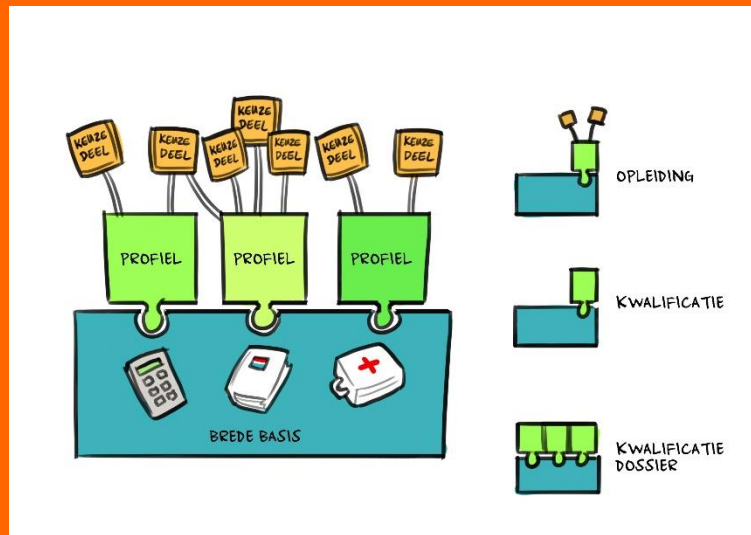 KEUZE
DEEL
KEUZE
DEEL
KEUZE
DEEL
KEUZE
DEEL
KEUZE
DEEL
KEUZE
DEEL
KEUZE
DEEL
PROFIEL
PROFIEL
PROFIEL
BREDE BASIS
OPLEIDING
KWALIFICATIE
KWALIFICATIE
DOSSIER